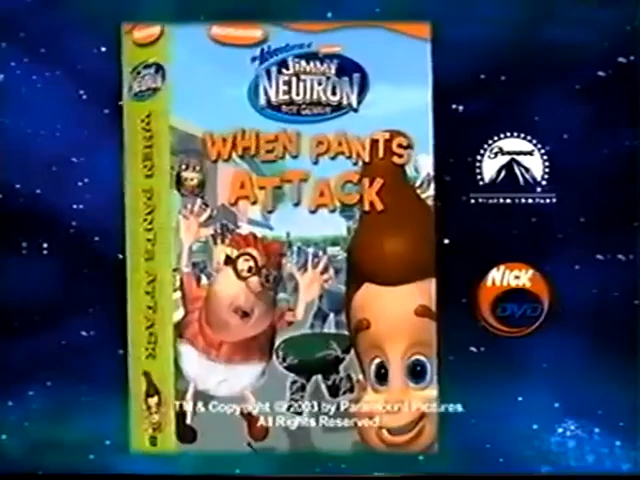 The Adventures of
JIMMY
NEUTRON
BOY GENIUS
WHEN PANTS
ATTACK
WHEN PANTS ATTACK
NEUTRON
Paramount
NICK
DVD
TM & Copyright © 2003 by Paramount Pictures.
All Rights Reserved.